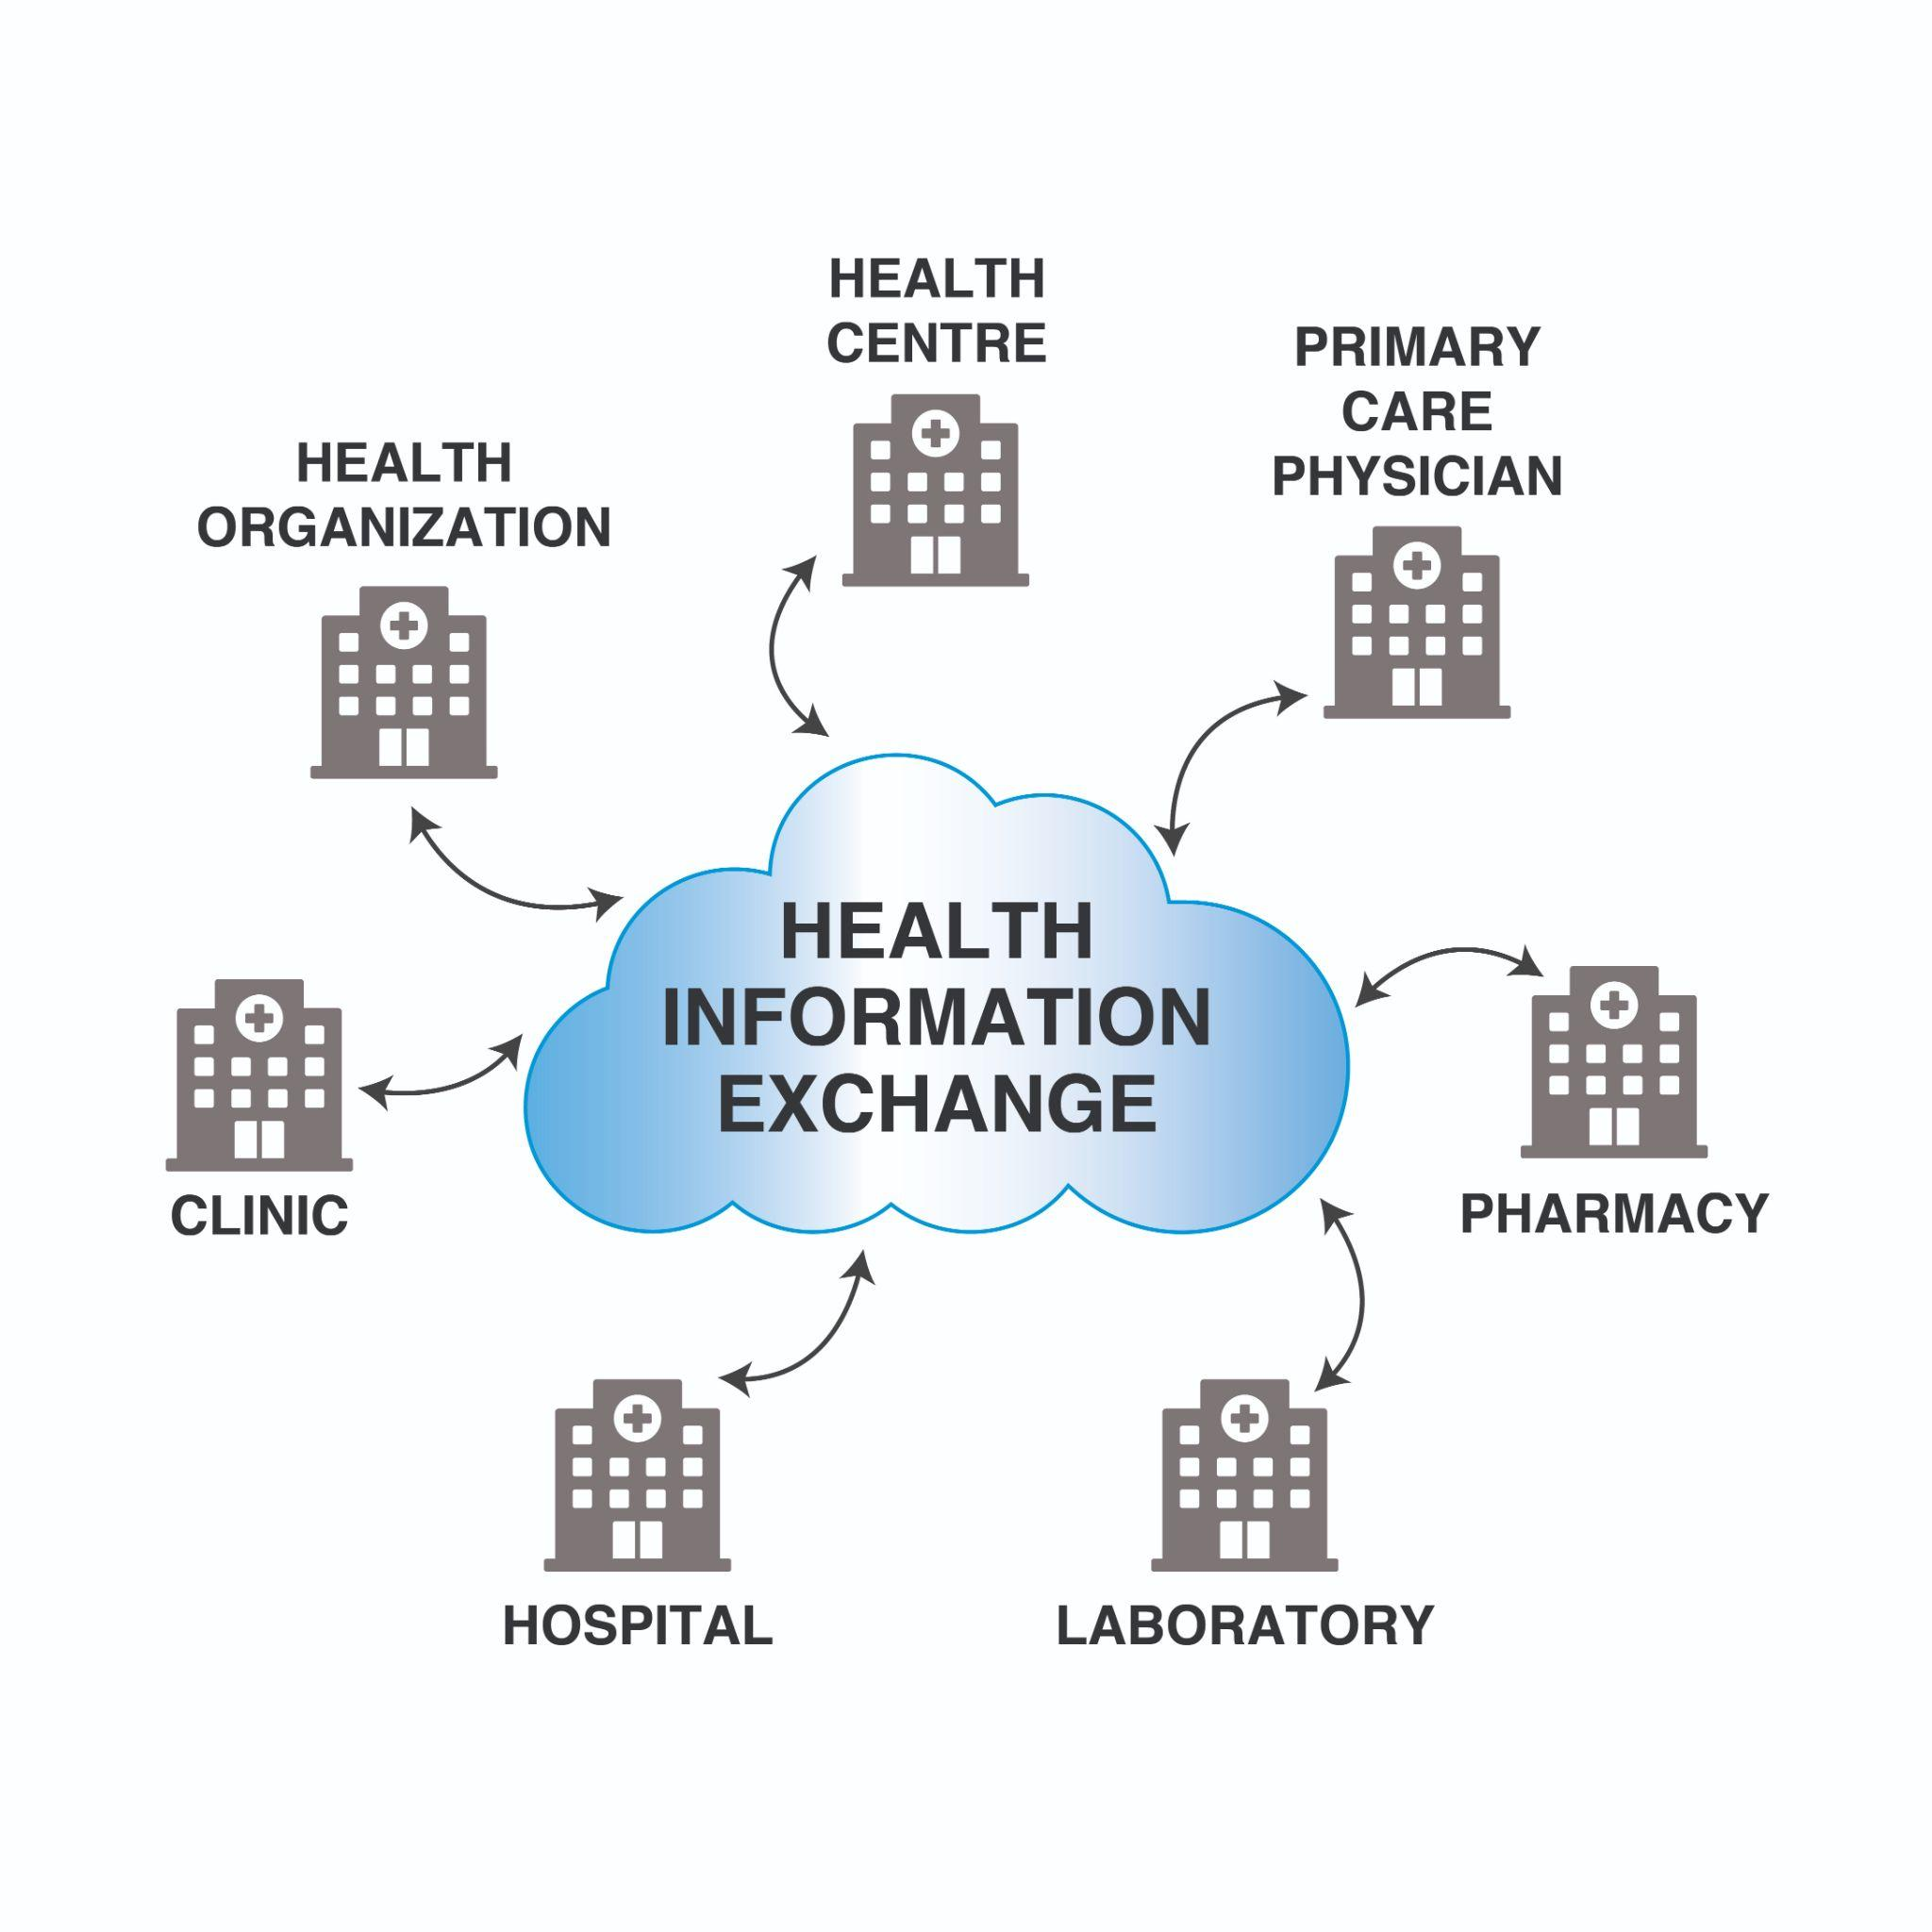 HEALTH
CENTRE
PRIMARY
CARE
PHYSICIAN
HEALTH
ORGANIZATION
HEALTH
INFORMATION
EXCHANGE
CLINIC
PHARMACY
HOSPITAL
LABORATORY